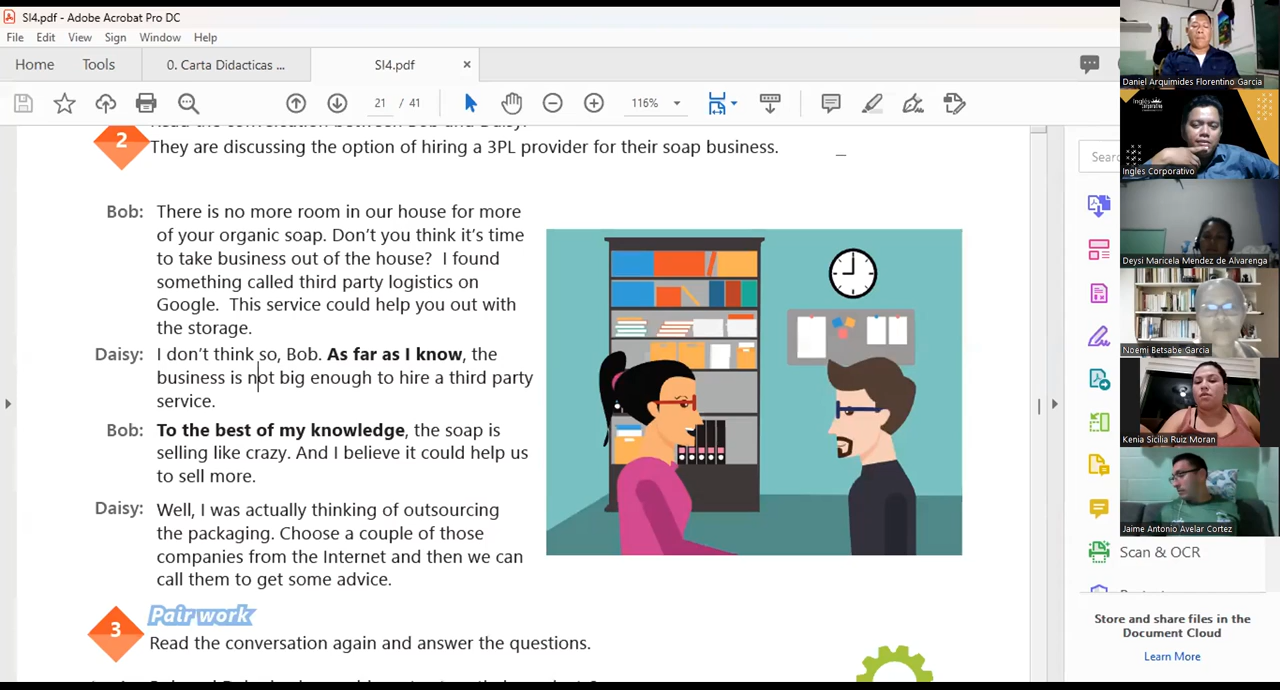 SI4.pdf - Adobe Acrobat Pro DC
File Edit View Sign Window Help
Home Tools 0. Carta Didacticas ... SI4.pdf ×
21 / 41 116%
2
They are discussing the option of hiring a 3PL provider for their soap business.
Bob: There is no more room in our house for more
of your organic soap. Don't you think it's time
to take business out of the house? I found
something called third party logistics on
Google. This service could help you out with
the storage.
Daisy: I don't think so, Bob. As far as I know, the
business is not big enough to hire a third party
service.
Bob: To the best of my knowledge, the soap is
selling like crazy. And I believe it could help us
to sell more.
Daisy: Well, I was actually thinking of outsourcing
the packaging. Choose a couple of those
companies from the Internet and then we can
call them to get some advice.
3
Pair work
Read the conversation again and answer the questions.
Sear
Scan & OCR
Store and share files in the
Document Cloud
Learn More
Daniel Arquimides Florentino Garcia
Ingles Corporativo
Deysi Maricela Mendez de Alvarenga
Noemi Betsabe Garcia
Kenia Sicilia Ruiz Moran
Jaime Antonio Avelar Cortez